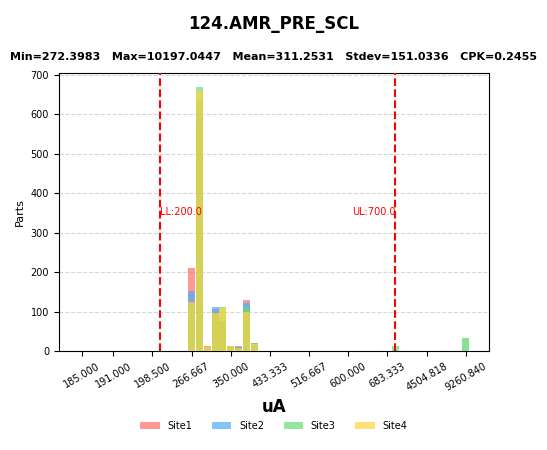 124.AMR_PRE_SCL
Min=272.3983 Max=10197.0447 Mean=311.2531 Stdev=151.0336 CPK=0.2455
700
600
500
400
300
200
100
0
Parts
LL:200.0
UL:700.0
185.000
191.000
198.500
266.667
350.000
433.333
516.667
600.000
683.333
4504.818
9260.840
uA
Site1 Site2 Site3 Site4